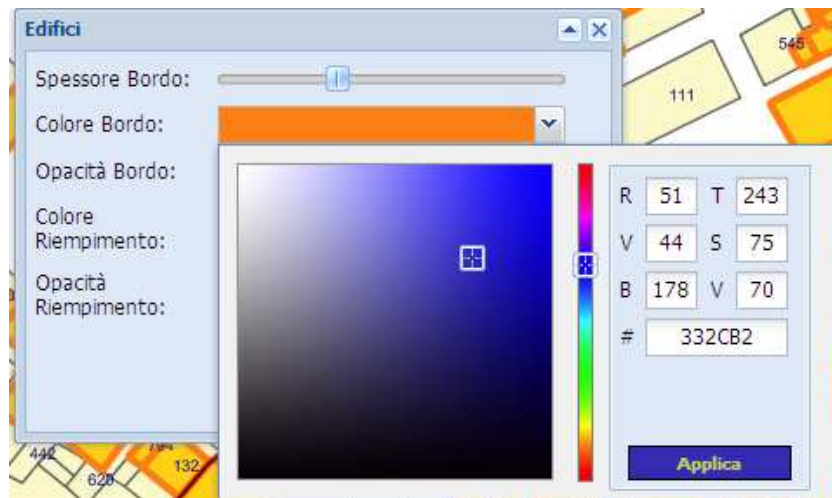 Edifici
545
111
Spessore Bordo:
Colore Bordo:
Opacità Bordo:
Colore
Riempimento:
Opacità
Riempimento:
R 51 T 243
V 44 S 75
B 178 V 70
# 332CB2
Applica
442
794
132
620